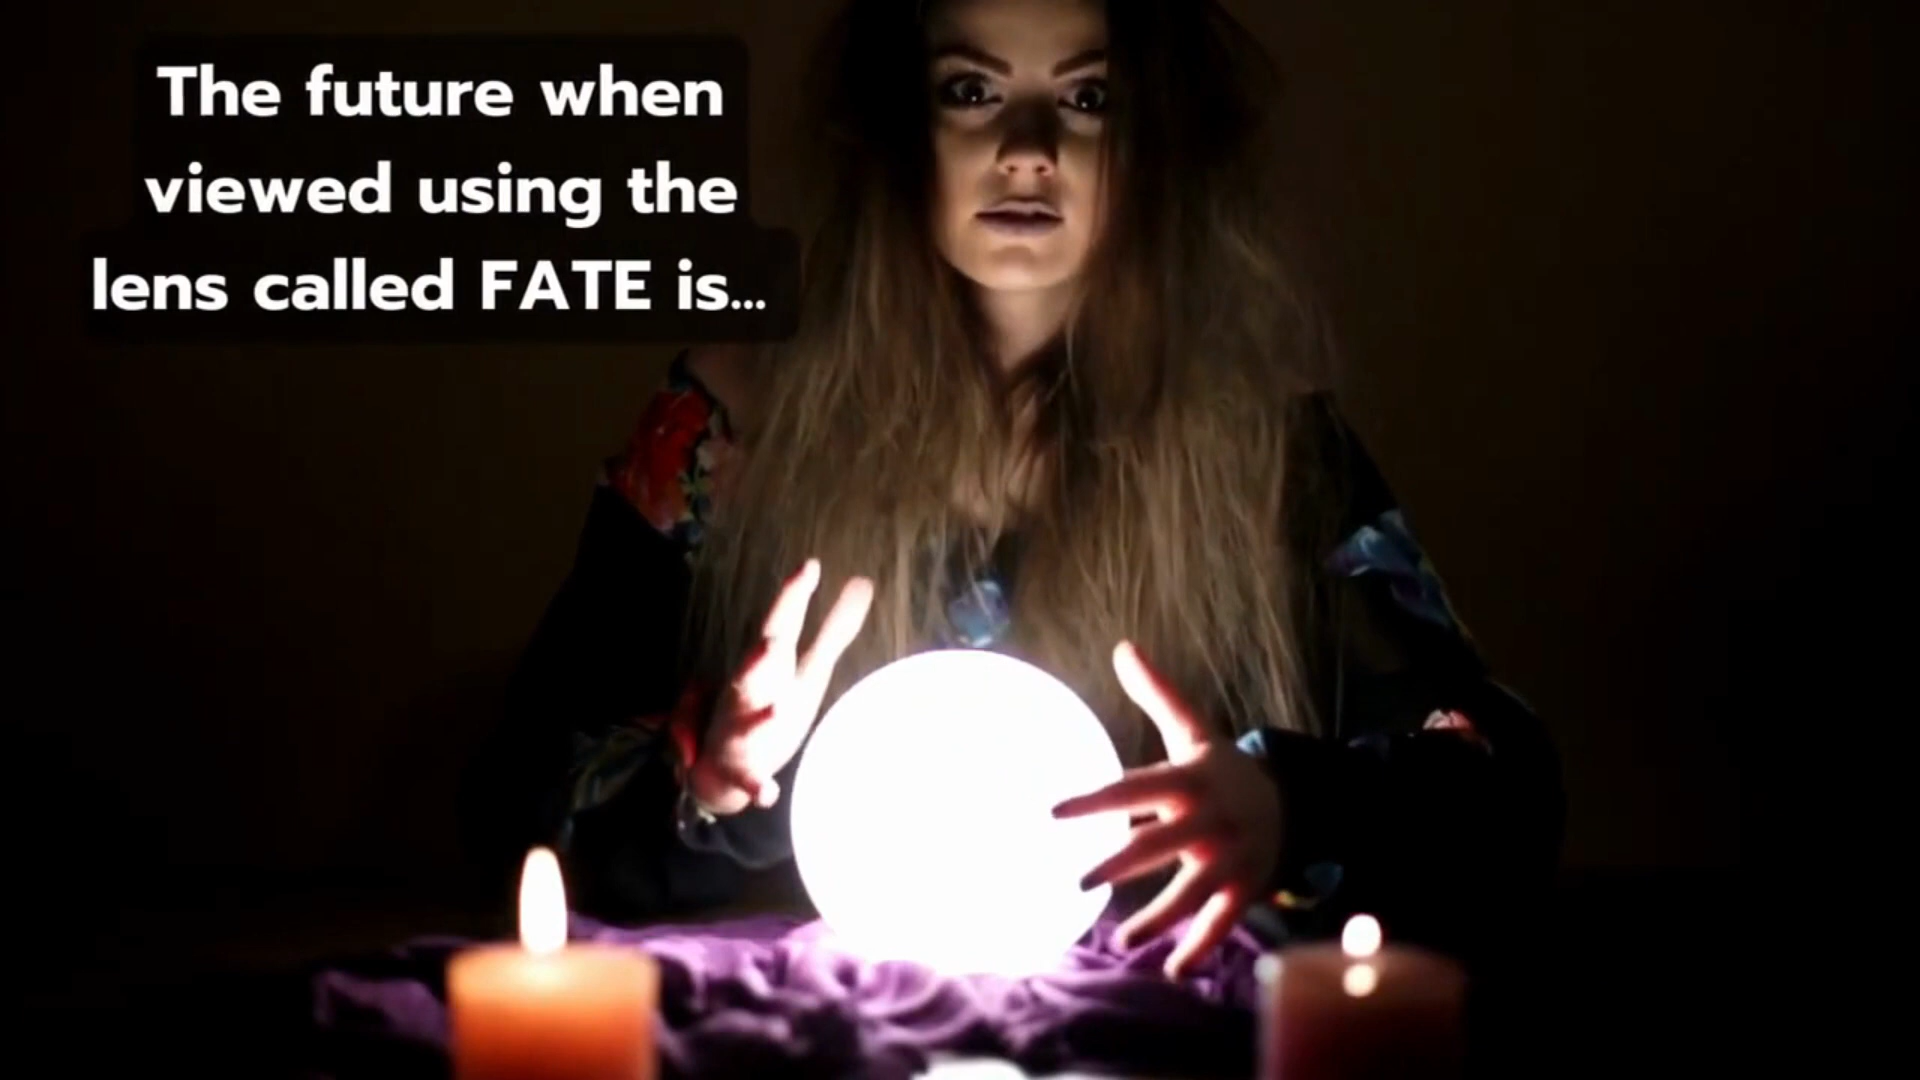 The future when
viewed using the
lens called FATE is...